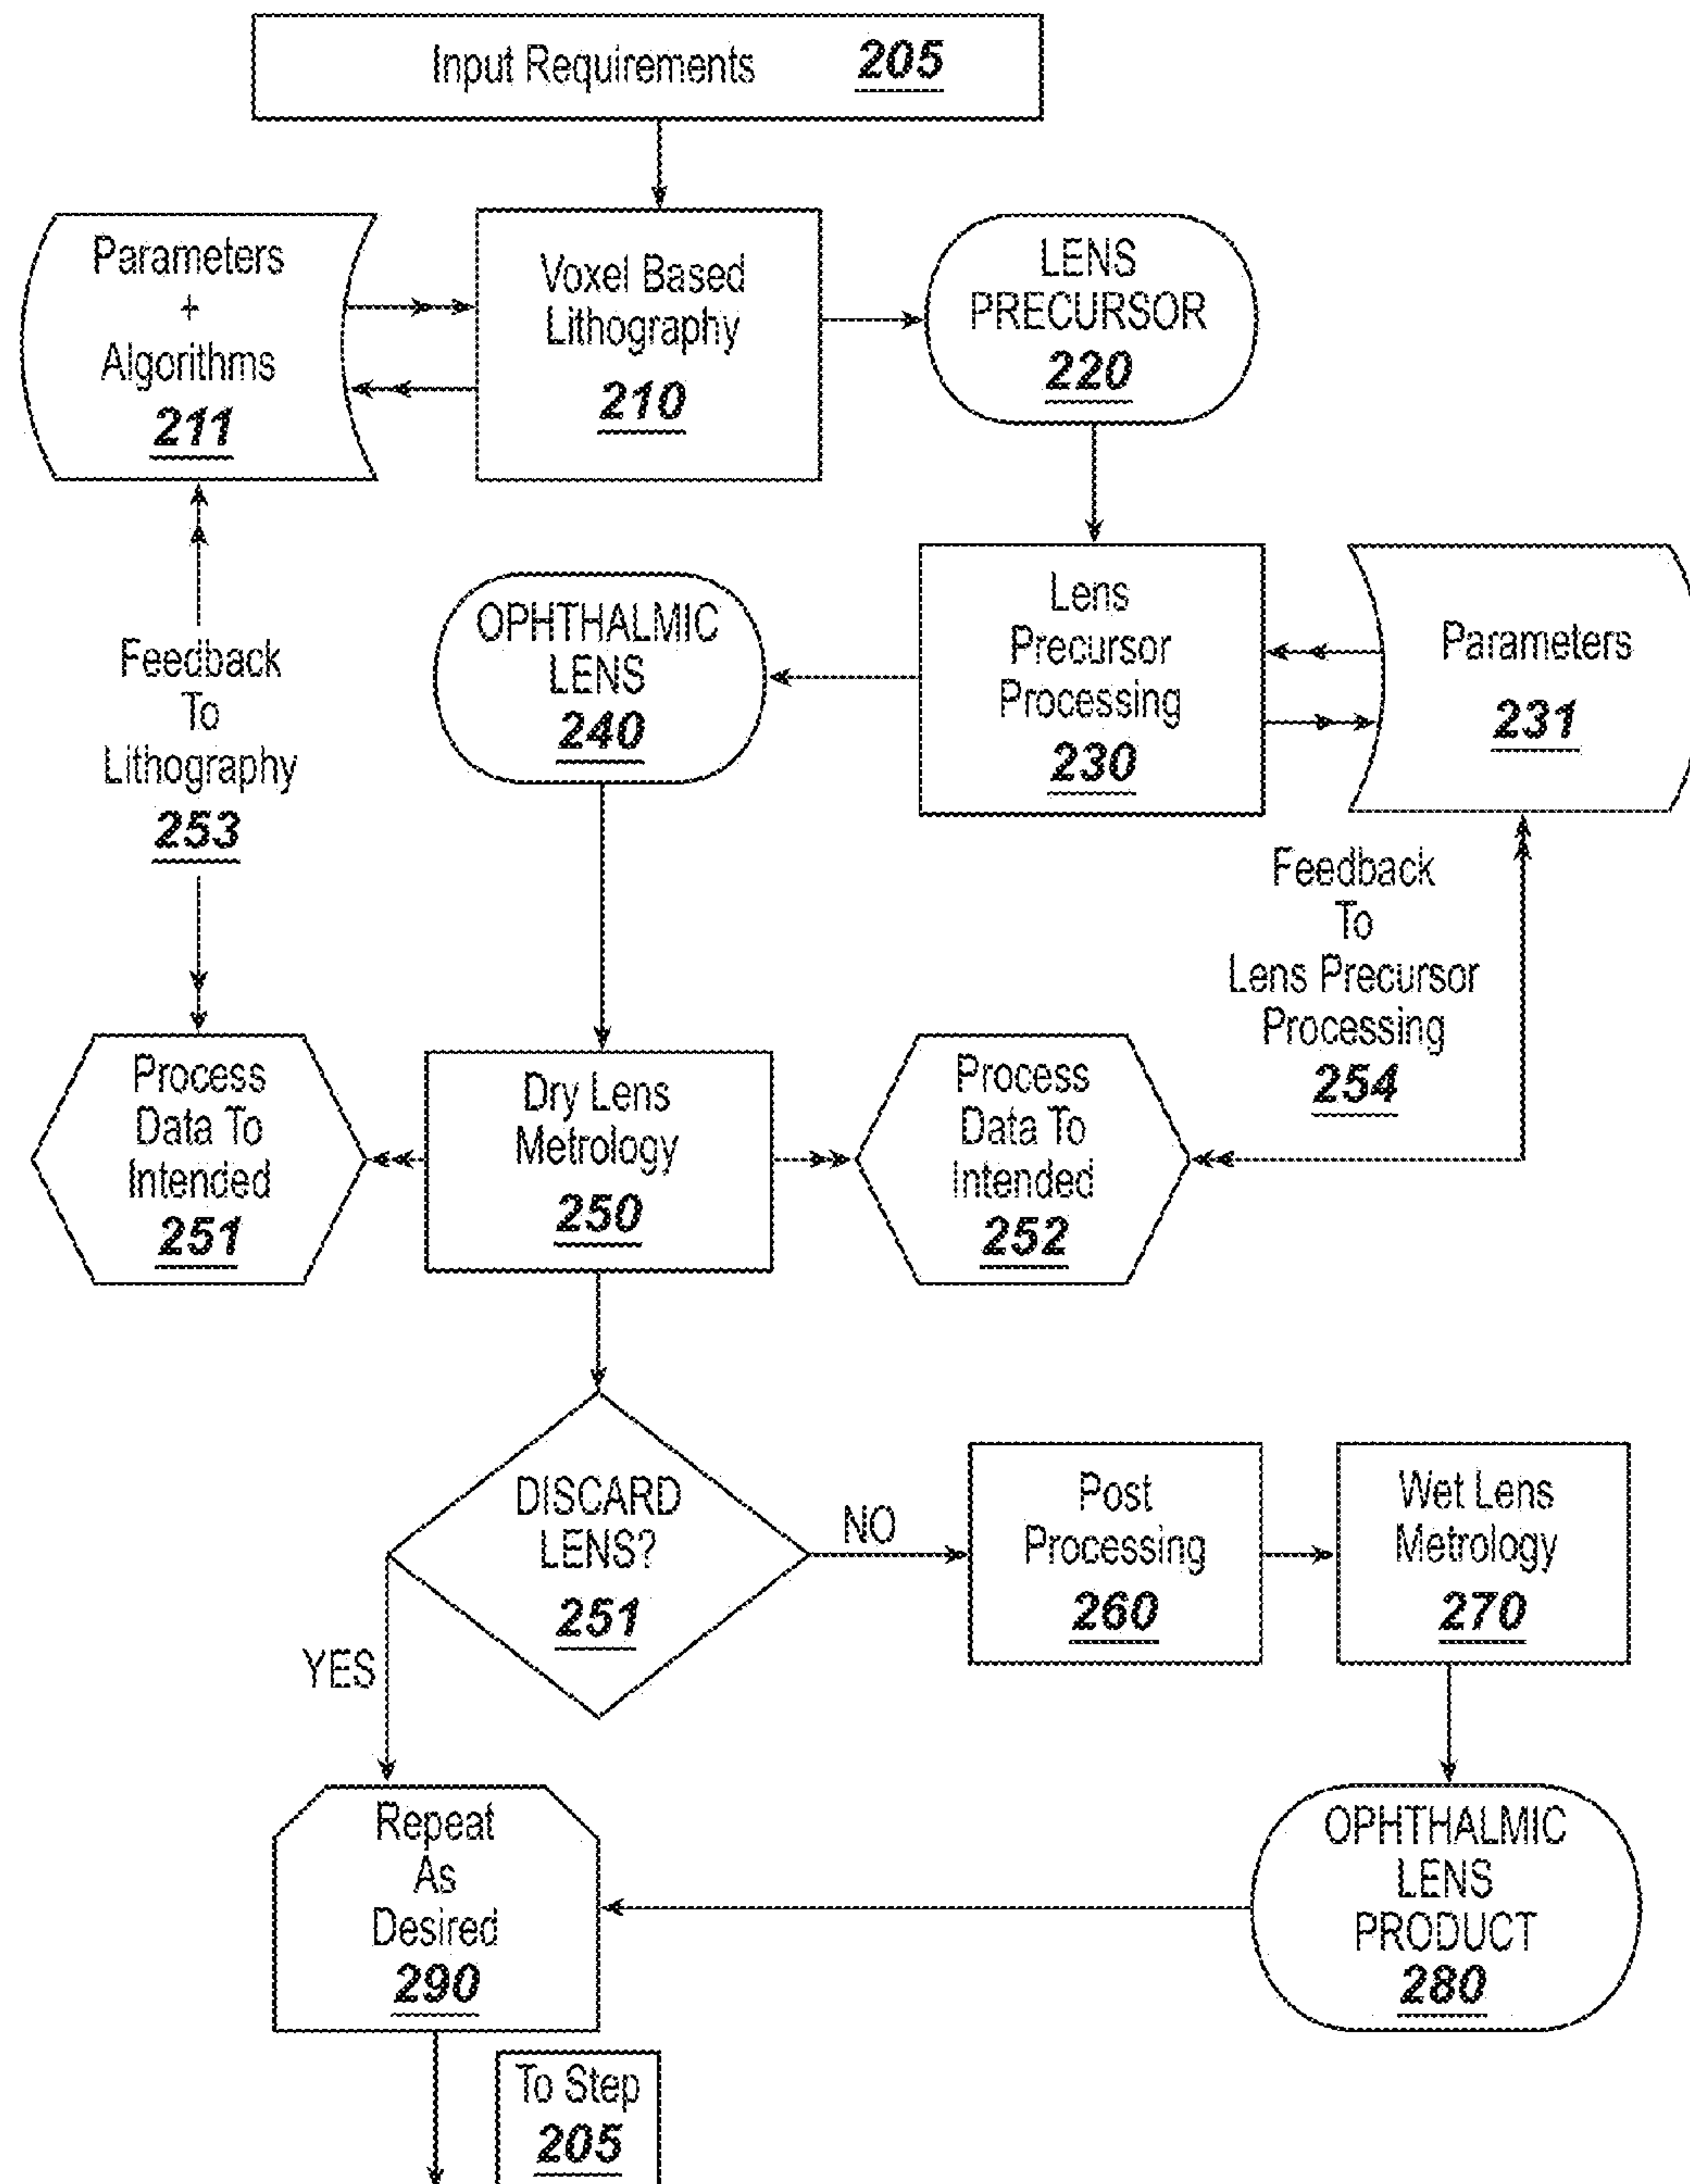 Input Requirements 205
Parameters
+
Algorithms
211
Voxel Based
Lithography
210
LENS
PRECURSOR
220
Feedback
To
Lithography
253
OPHTHALMIC
LENS
240
Lens
Precursor
Processing
230
Parameters
231
Feedback
To
Lens Precursor
Processing
254
Process
Data To
Intended
251
Dry Lens
Metrology
250
Process
Data To
Intended
252
DISCARD
LENS?
251
NO
YES
Post
Processing
260
Wet Lens
Metrology
270
Repeat
As
Desired
290
OPHTHALMIC
LENS
PRODUCT
280
To Step
205